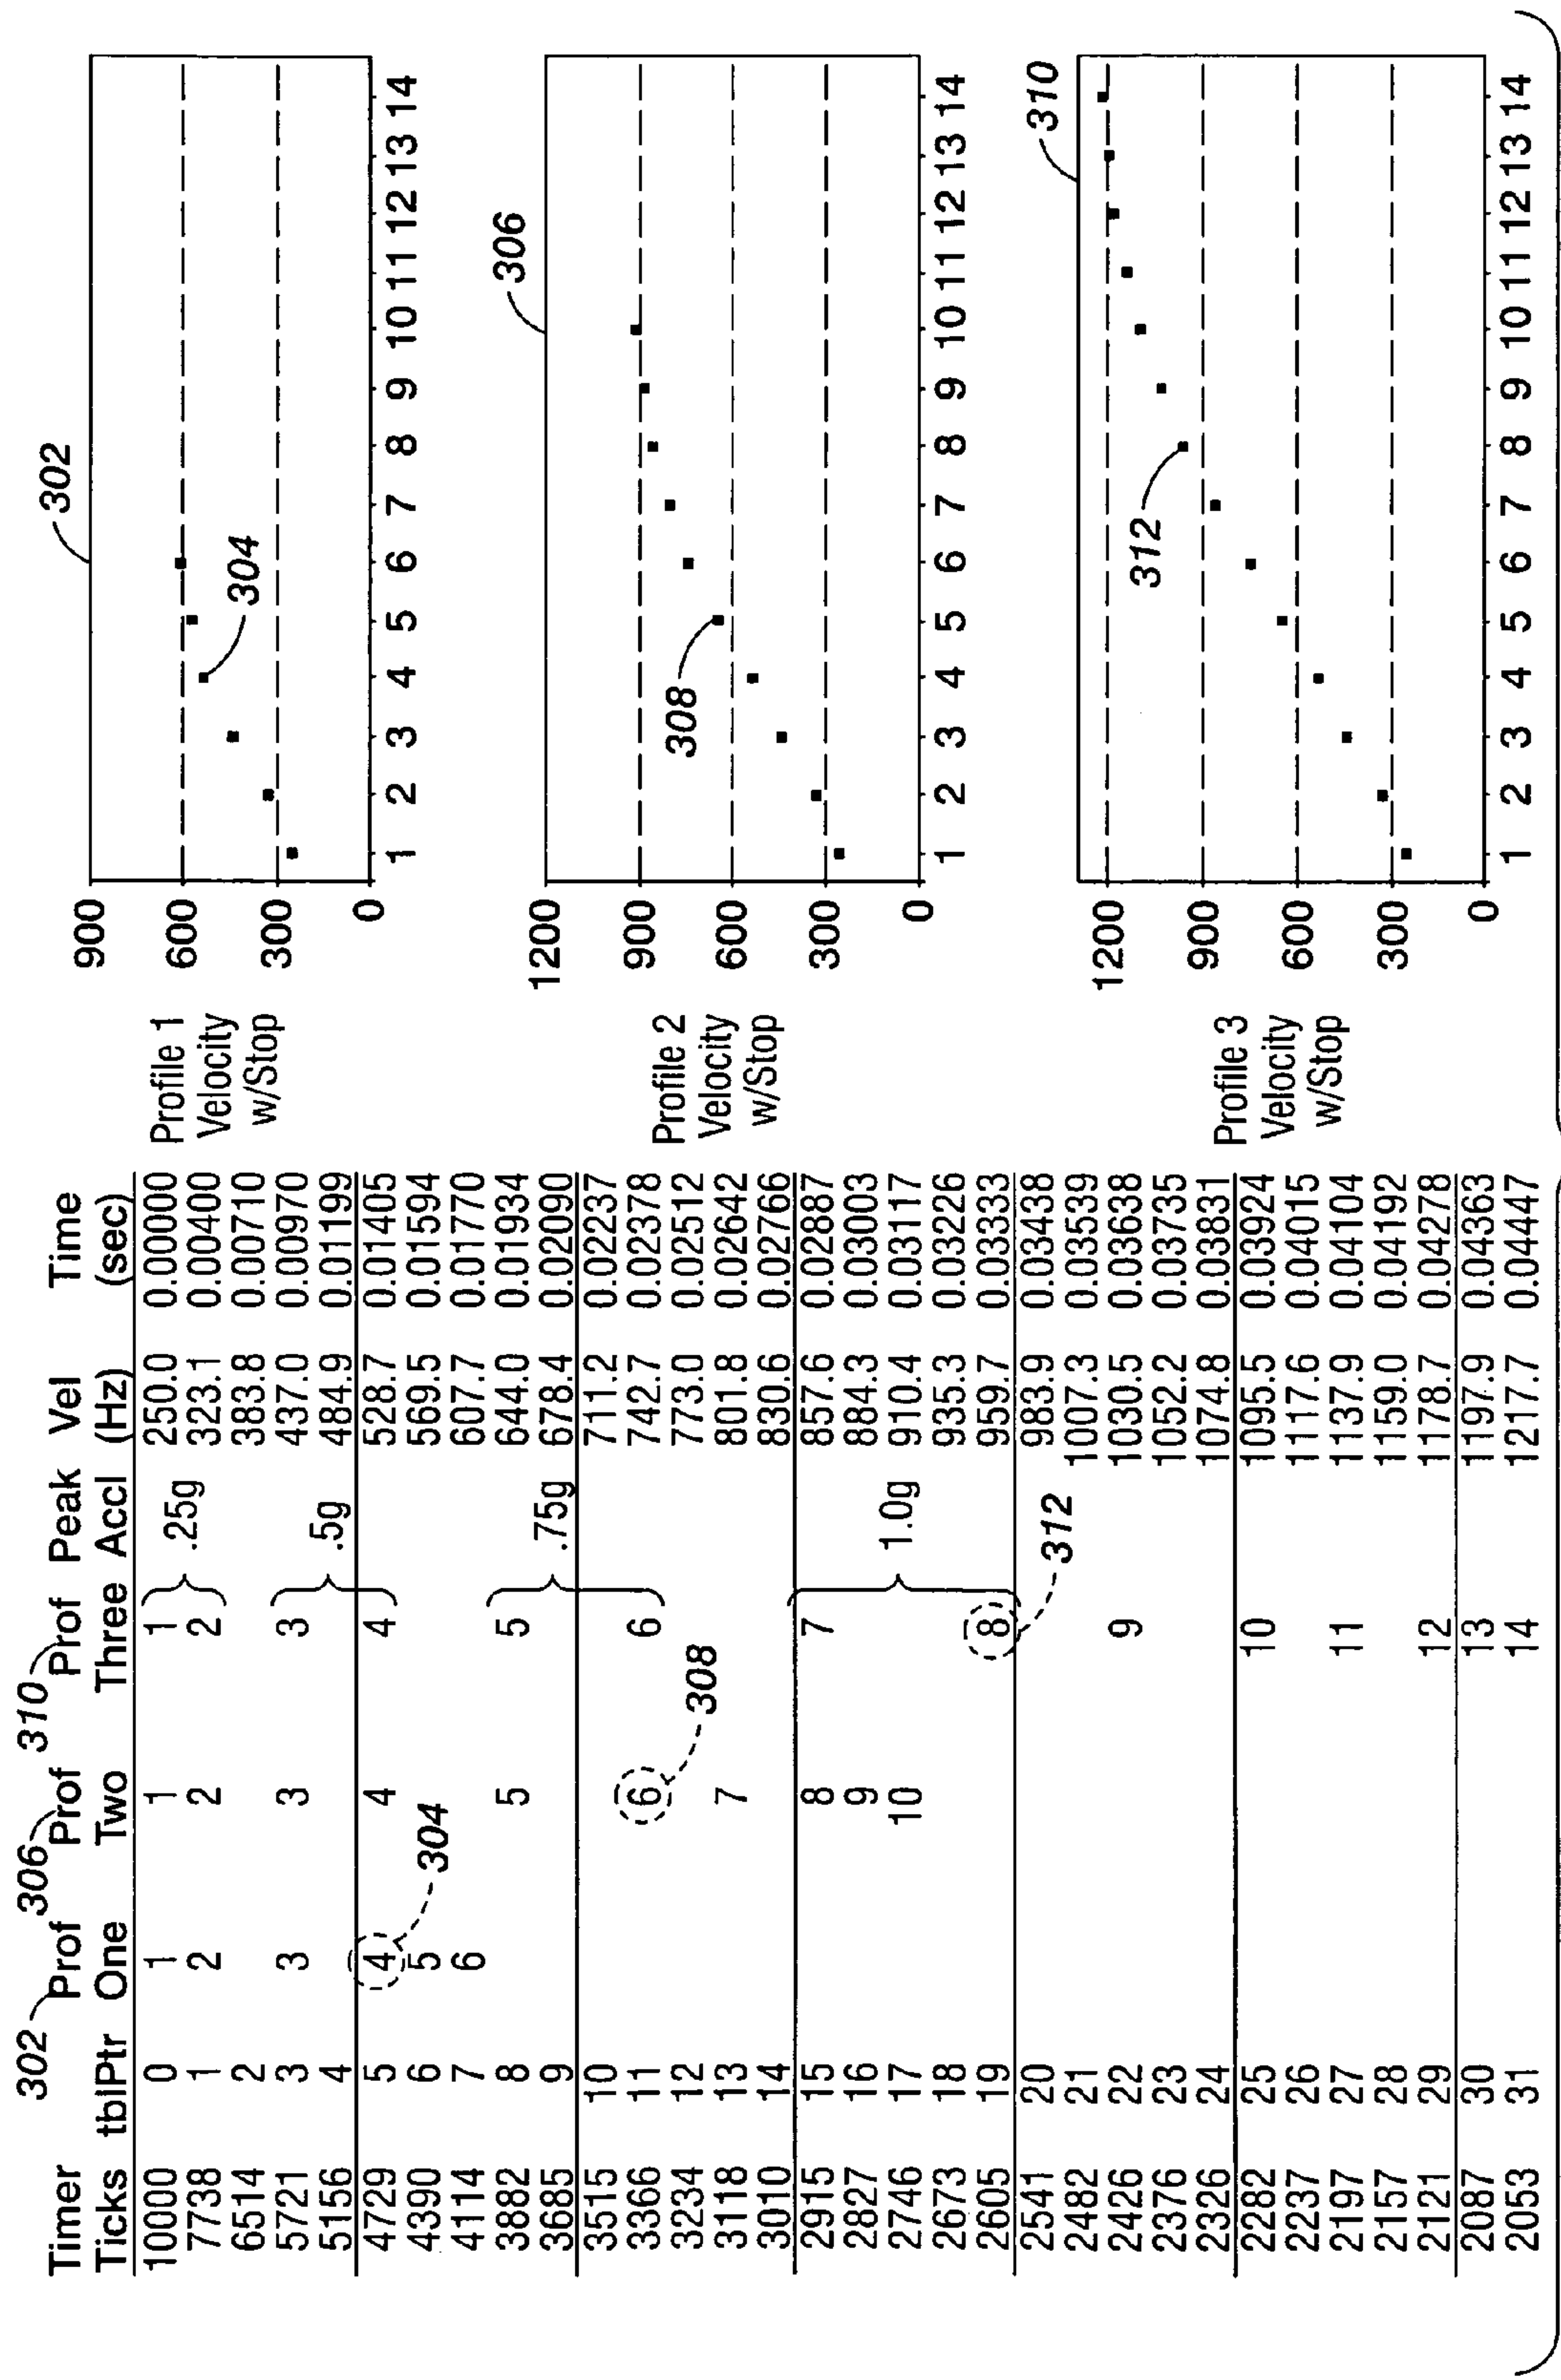 302 306 310
Timer Prof Prof Prof Peak Vel Time
Ticks tblPtr One Two Three Accl (Hz) (sec)
10000 0 1 1 1 250.0 0.00000
7738 1 2 2 2 .25g 323.1 0.00400
6514 2 383.8 0.00710
5721 3 3 3 3 437.0 0.00970
5156 4 .5g 484.9 0.01199
4729 5 4 4 4 528.7 0.01405
4390 6 5 304 569.5 0.01594
4114 7 6 607.7 0.01770
3882 8 5 5 644.0 0.01934
3685 9 .75g 678.4 0.02090
3515 10 711.2 0.02237
3366 11 6 6 742.7 0.02378
3234 12 308 773.0 0.02512
3118 13 7 801.8 0.02642
3010 14 830.6 0.02766
2915 15 8 7 857.6 0.02887
2827 16 9 884.3 0.03003
2746 17 10 1.0g 910.4 0.03117
2673 18 935.3 0.03226
2605 19 8 959.7 0.03333
2541 20 312 983.9 0.03438
2482 21 1007.3 0.03539
2426 22 9 1030.5 0.03638
2376 23 1052.2 0.03735
2326 24 1074.8 0.03831
2282 25 10 1095.5 0.03924
2237 26 1117.6 0.04015
2197 27 11 1137.9 0.04104
2157 28 1159.0 0.04192
2121 29 12 1178.7 0.04278
2087 30 13 1197.9 0.04363
2053 31 14 1217.7 0.04447
302
Profile 1
Velocity
w/Stop
900
600
300
0
304
1 2 3 4 5 6 7 8 9 10 11 12 13 14
306
Profile 2
Velocity
w/Stop
1200
900
600
300
0
308
1 2 3 4 5 6 7 8 9 10 11 12 13 14
310
Profile 3
Velocity
w/Stop
1200
900
600
300
0
312
1 2 3 4 5 6 7 8 9 10 11 12 13 14